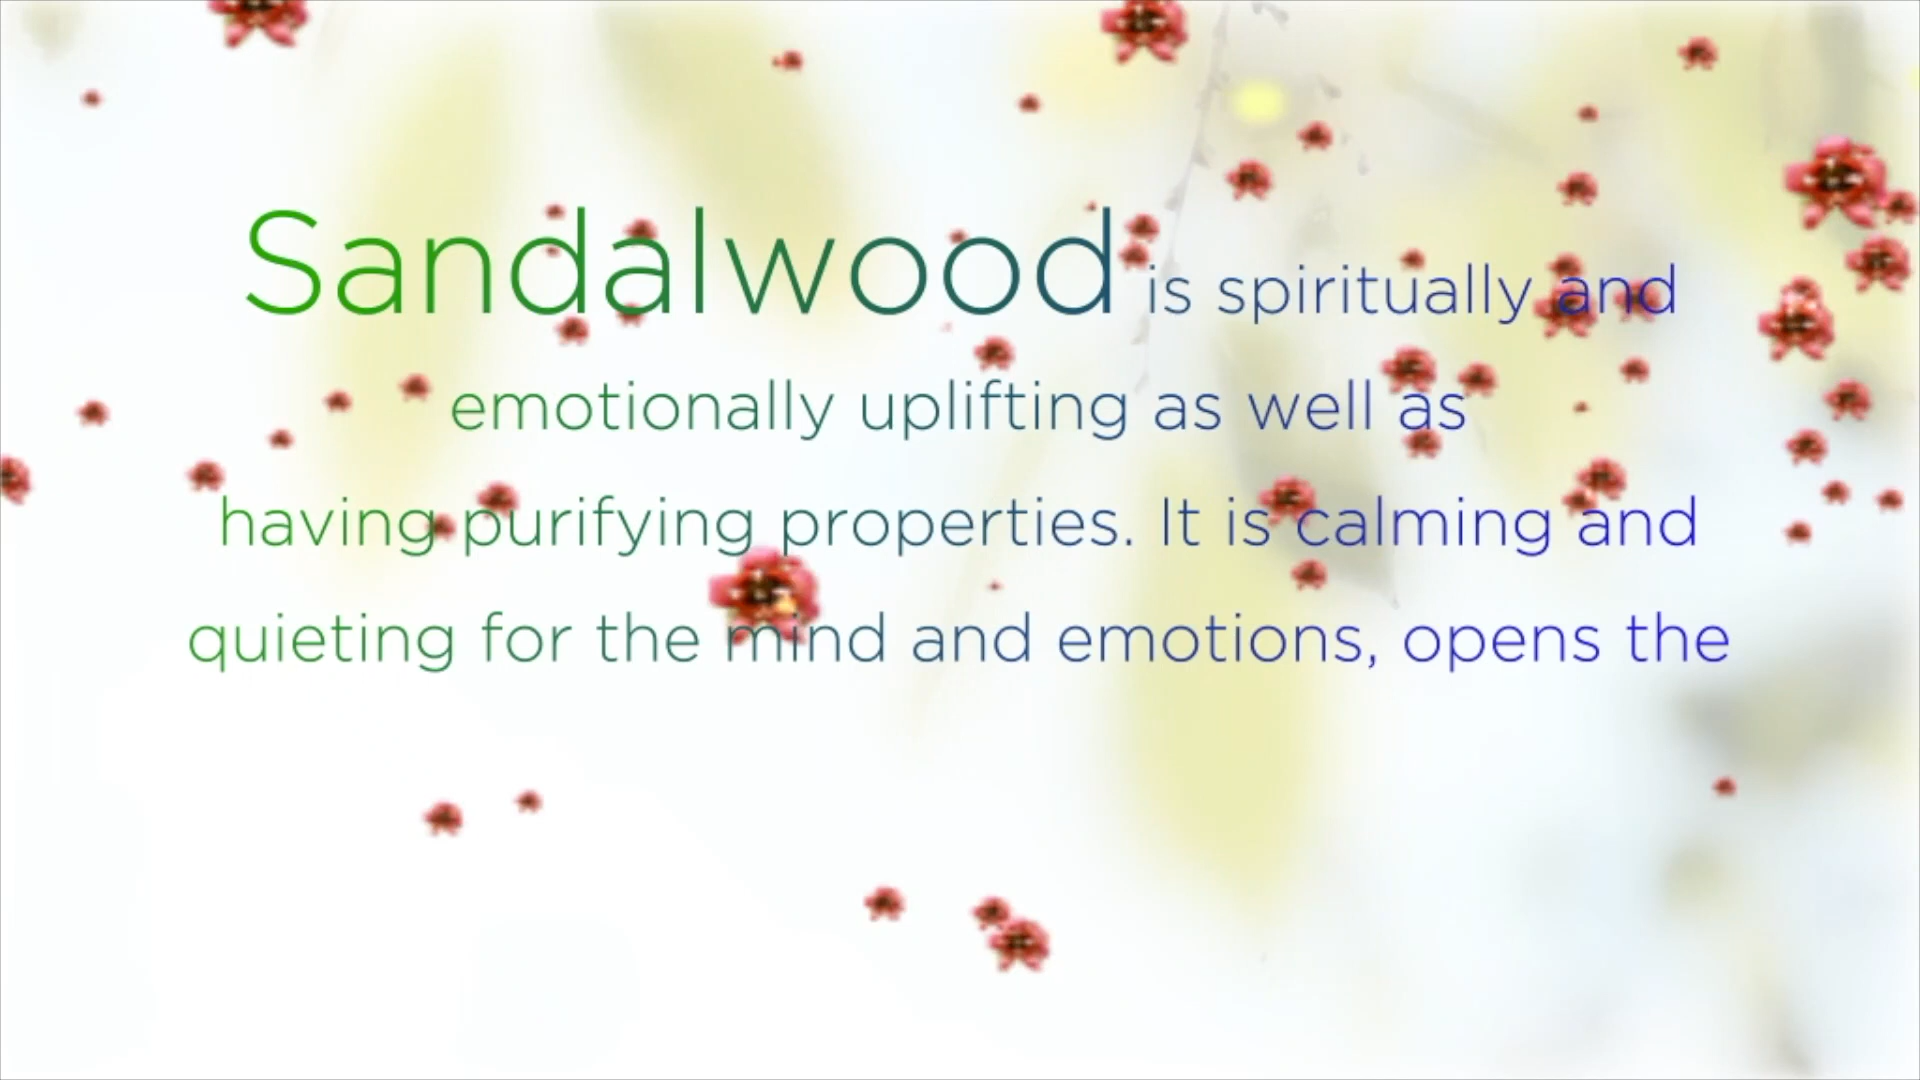 Sandalwood is spiritually and
emotionally uplifting as well as
having purifying properties. It is calming and
quieting for the mind and emotions, opens the